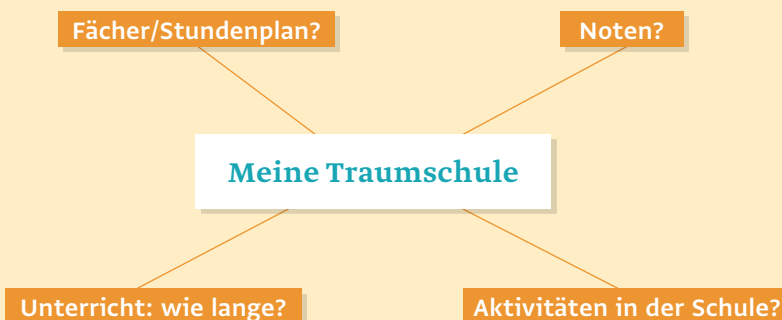 Fächer/Stundenplan?
Noten?
Meine Traumschule
Unterricht: wie lange?
Aktivitäten in der Schule?